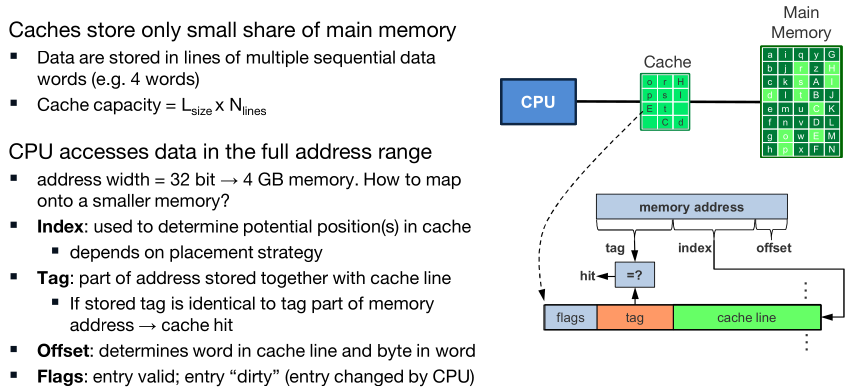 Caches store only small share of main memory
▪ Data are stored in lines of multiple sequential data
words (e.g. 4 words)
▪ Cache capacity = Lsize x Nlines
CPU accesses data in the full address range
▪ address width = 32 bit → 4 GB memory. How to map
onto a smaller memory?
▪ Index: used to determine potential position(s) in cache
▪ depends on placement strategy
▪ Tag: part of address stored together with cache line
▪ If stored tag is identical to tag part of memory
address → cache hit
▪ Offset: determines word in cache line and byte in word
▪ Flags: entry valid; entry “dirty” (entry changed by CPU)
Main
Memory
Cache
CPU
o r H
p s I
E t
C d
a i q y G
b j r z H
c k s A I
d l t B J
e m u C K
f n v D L
g o w E M
h p x F N
memory address
tag index offset
hit =?
flags tag cache line